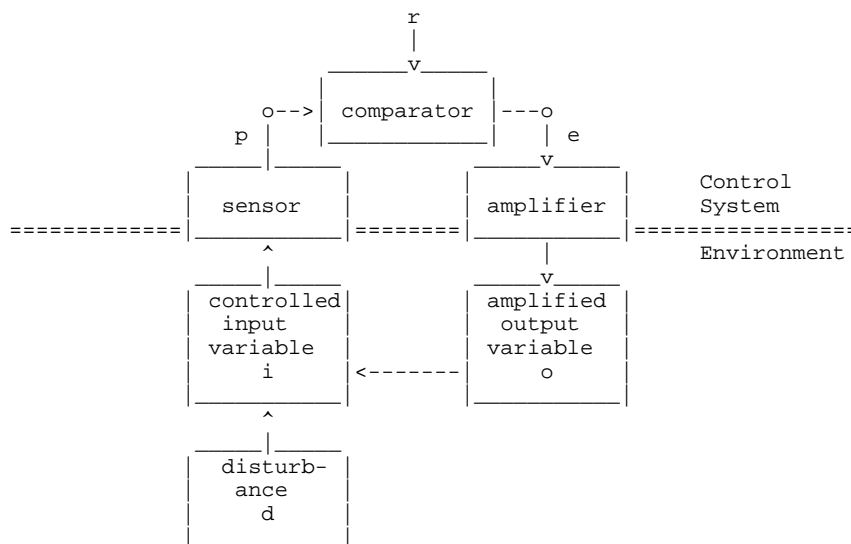 r
comparator
p
e
sensor
amplifier
Control
System
Environment
controlled
input
variable
i
amplified
output
variable
o
disturb-
ance
d